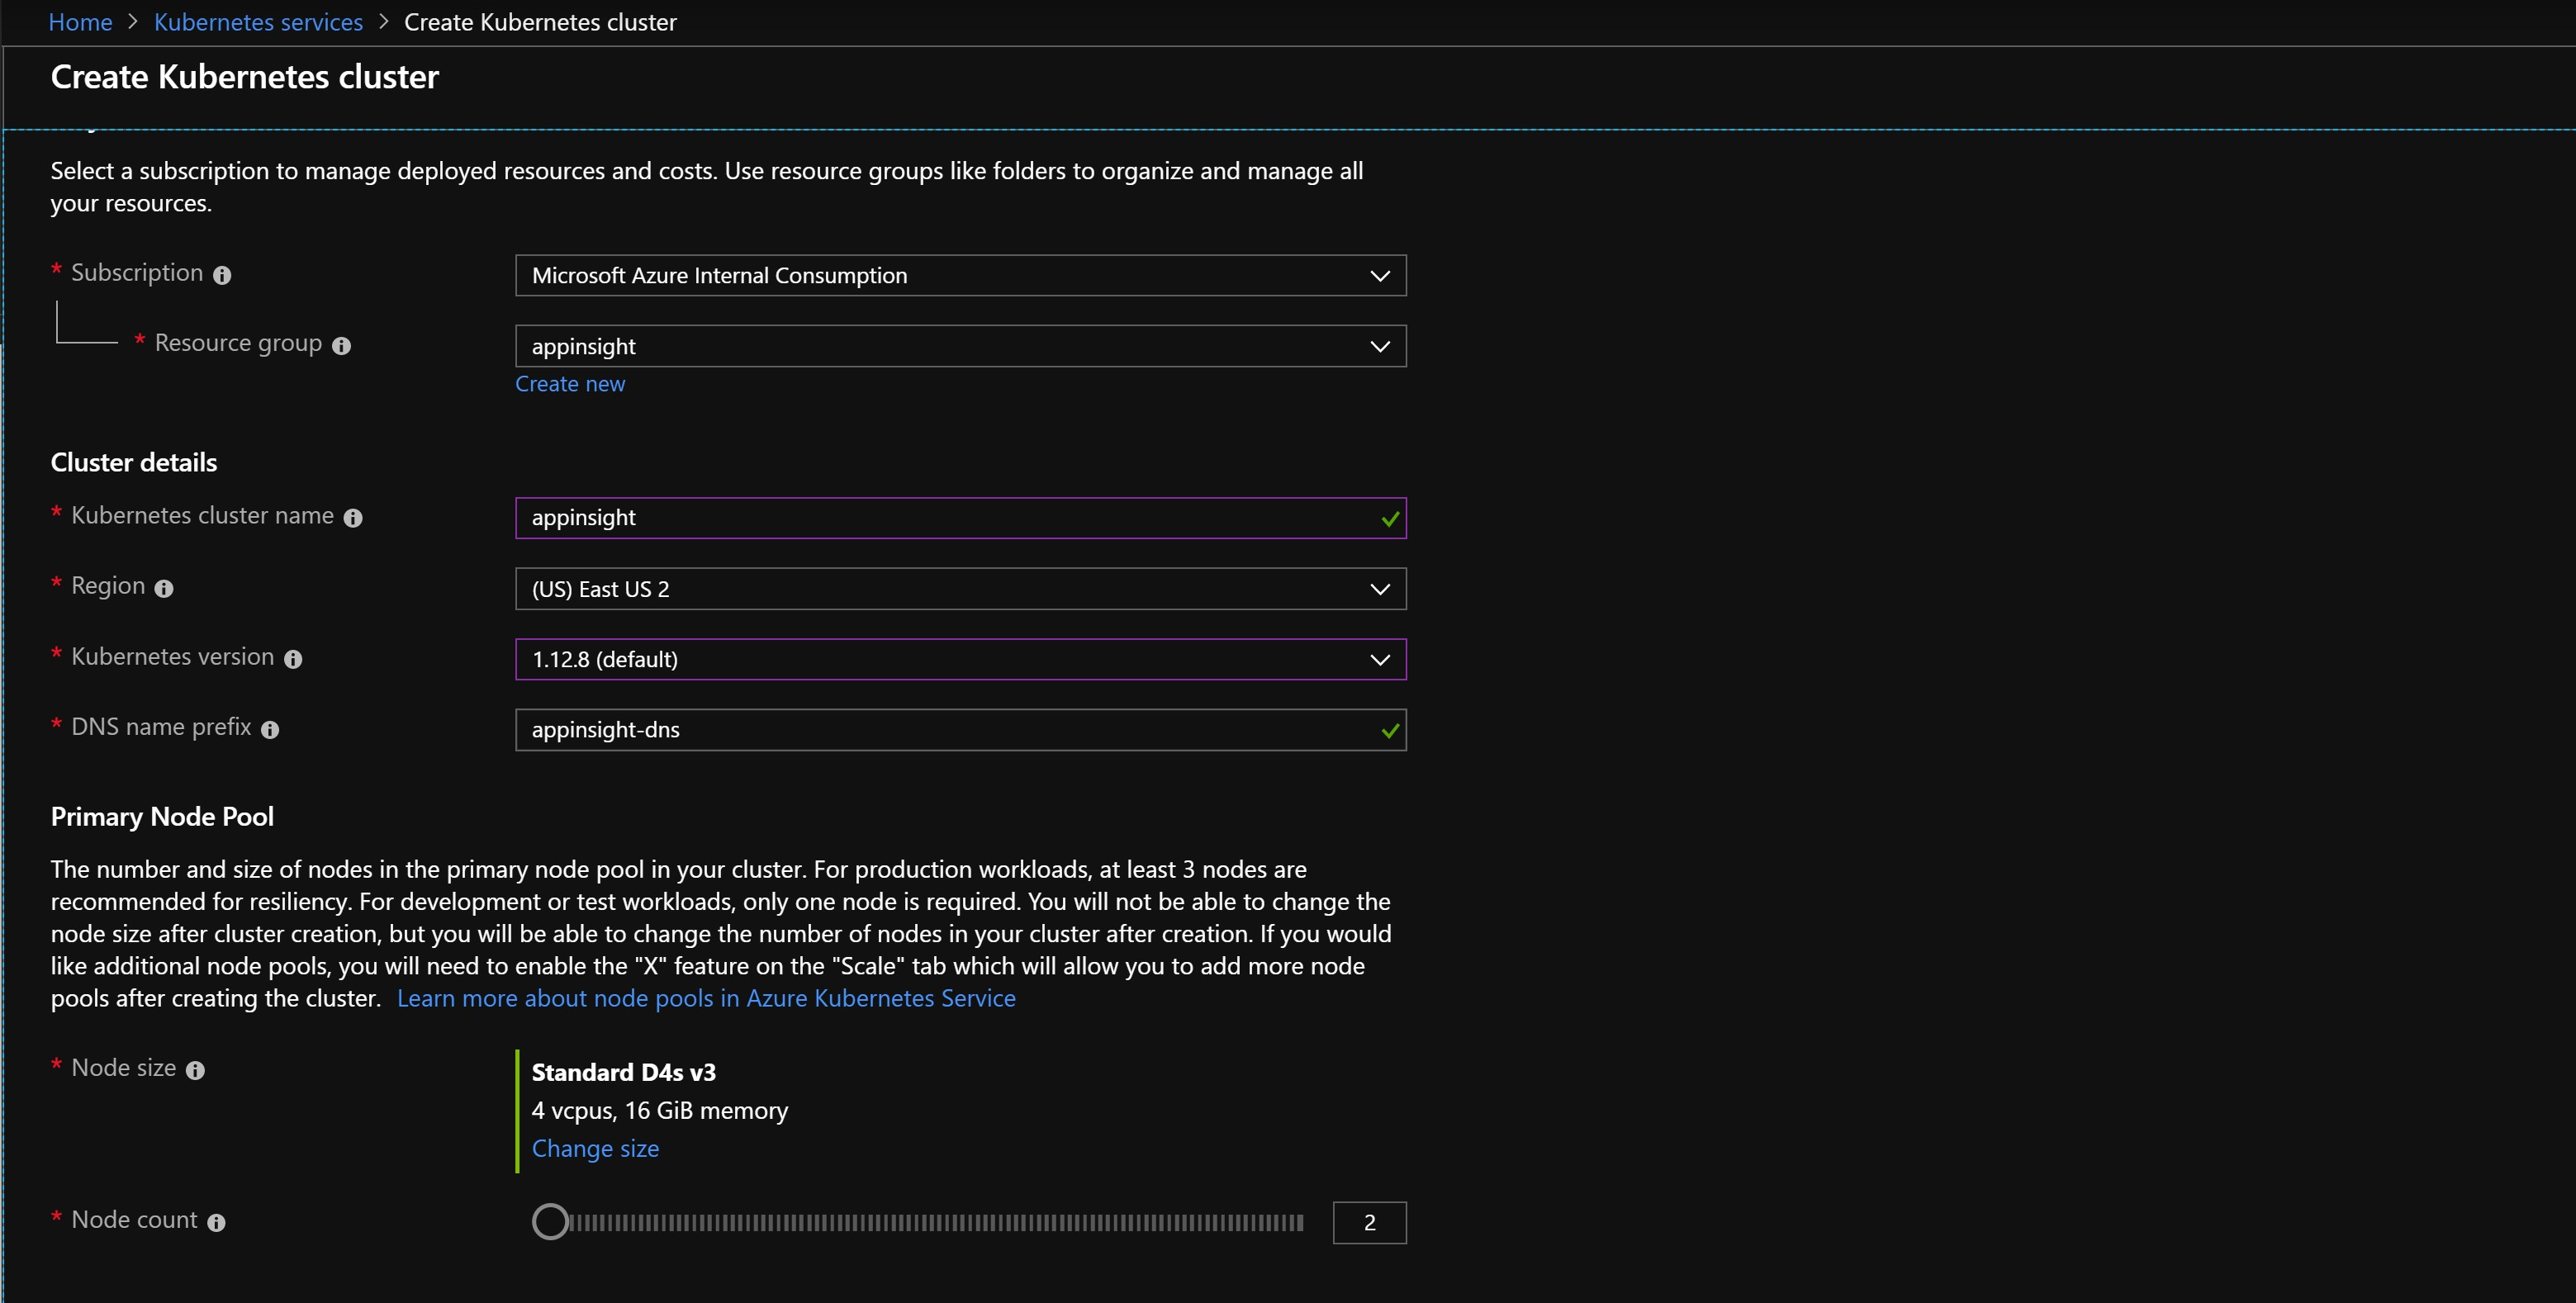 Home > Kubernetes services > Create Kubernetes cluster
Create Kubernetes cluster
Select a subscription to manage deployed resources and costs. Use resource groups like folders to organize and manage all
your resources.
* Subscription
Microsoft Azure Internal Consumption
* Resource group
appinsight
Create new
Cluster details
* Kubernetes cluster name
appinsight
* Region
(US) East US 2
* Kubernetes version
1.12.8 (default)
* DNS name prefix
appinsight-dns
Primary Node Pool
The number and size of nodes in the primary node pool in your cluster. For production workloads, at least 3 nodes are
recommended for resiliency. For development or test workloads, only one node is required. You will not be able to change the
node size after cluster creation, but you will be able to change the number of nodes in your cluster after creation. If you would
like additional node pools, you will need to enable the "X" feature on the "Scale" tab which will allow you to add more node
pools after creating the cluster. Learn more about node pools in Azure Kubernetes Service
* Node size
Standard D4s v3
4 vcpus, 16 GiB memory
Change size
* Node count
2